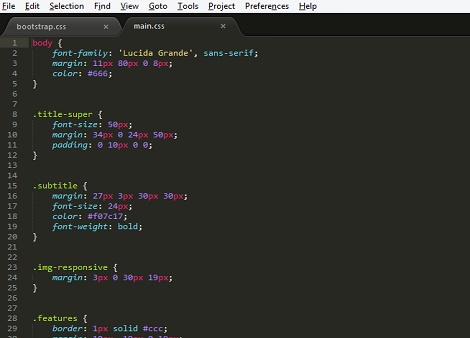 File Edit Selection Find View Goto Tools Project Preferences Help
bootstrap.css × main.css ×
1 body {
2 font-family: 'Lucida Grande', sans-serif;
3 margin: 11px 80px 0 8px;
4 color: #666;
5 }
6
7
8 .title-super {
9 font-size: 50px;
10 margin: 34px 0 24px 50px;
11 padding: 0 10px 0 0;
12 }
13
14
15 .subtitle {
16 margin: 27px 3px 30px 30px;
17 font-size: 24px;
18 color: #f07c17;
19 font-weight: bold;
20 }
21
22
23 .img-responsive {
24 margin: 3px 0 30px 19px;
25 }
26
27
28 .features {
29 border: 1px solid #ccc;